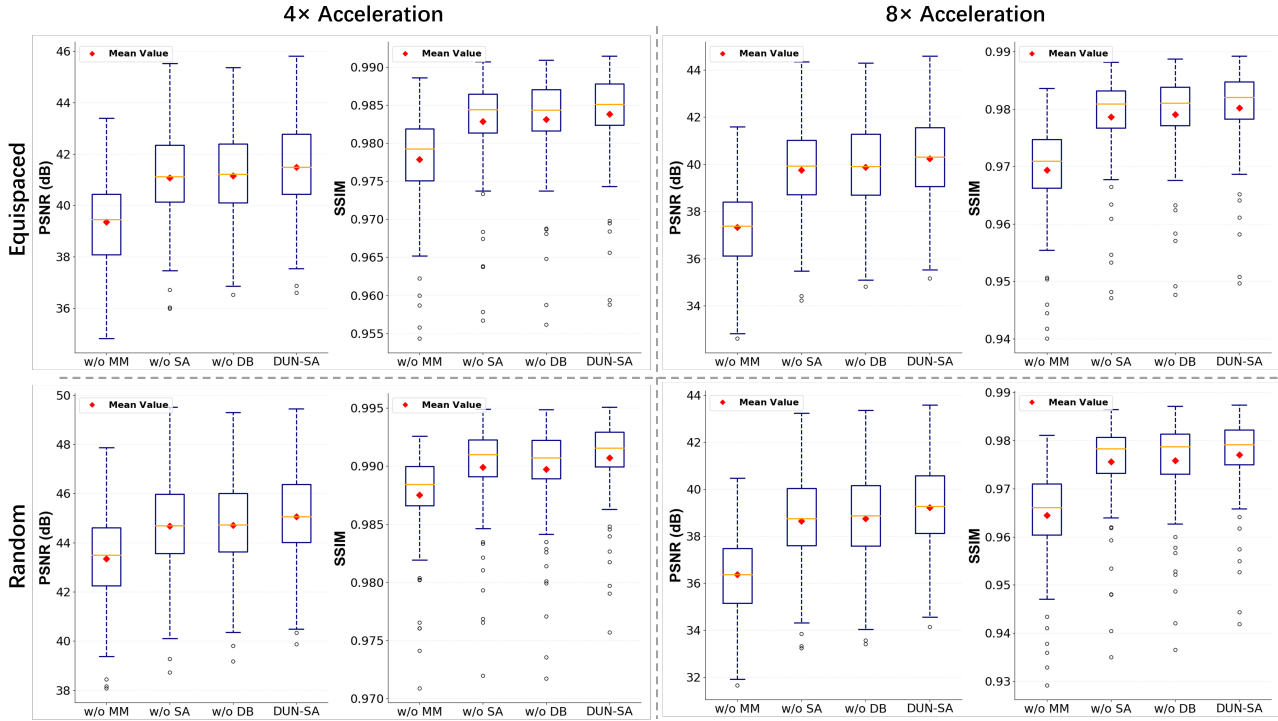 4× Acceleration
8× Acceleration
Equispaced
PSNR (dB)
46
44
42
40
38
36
Mean Value
w/o MM
w/o SA
w/o DB
DUN-SA
SSIM
0.990
0.985
0.980
0.975
0.970
0.965
0.960
0.955
Mean Value
w/o MM
w/o SA
w/o DB
DUN-SA
PSNR (dB)
44
42
40
38
36
34
Mean Value
w/o MM
w/o SA
w/o DB
DUN-SA
SSIM
0.99
0.98
0.97
0.96
0.95
0.94
Mean Value
w/o MM
w/o SA
w/o DB
DUN-SA
Random
PSNR (dB)
50
48
46
44
42
40
38
Mean Value
w/o MM
w/o SA
w/o DB
DUN-SA
SSIM
0.995
0.990
0.985
0.980
0.975
0.970
Mean Value
w/o MM
w/o SA
w/o DB
DUN-SA
PSNR (dB)
44
42
40
38
36
34
32
Mean Value
w/o MM
w/o SA
w/o DB
DUN-SA
SSIM
0.99
0.98
0.97
0.96
0.95
0.94
0.93
Mean Value
w/o MM
w/o SA
w/o DB
DUN-SA